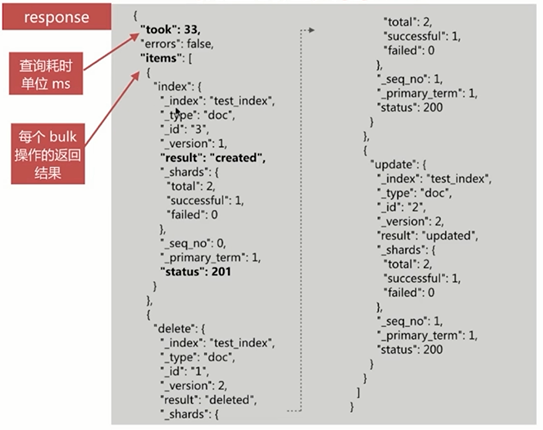 response
查询耗时
单位 ms
每个 bulk
操作的返回
结果
{
"took": 33,
"errors": false,
"items": [
{
"index": {
"_index": "test_index",
"_type": "doc",
"_id": "3",
"_version": 1,
"result": "created",
"_shards": {
"total": 2,
"successful": 1,
"failed": 0
},
"_seq_no": 0,
"_primary_term": 1,
"status": 201
}
},
{
"delete": {
"_index": "test_index",
"_type": "doc",
"_id": "1",
"_version": 2,
"result": "deleted",
"_shards": {
"total": 2,
"successful": 1,
"failed": 0
},
"_seq_no": 1,
"_primary_term": 1,
"status": 200
}
},
{
"update": {
"_index": "test_index",
"_type": "doc",
"_id": "2",
"_version": 2,
"result": "updated",
"_shards": {
"total": 2,
"successful": 1,
"failed": 0
},
"_seq_no": 1,
"_primary_term": 1,
"status": 200
}
}
]
}